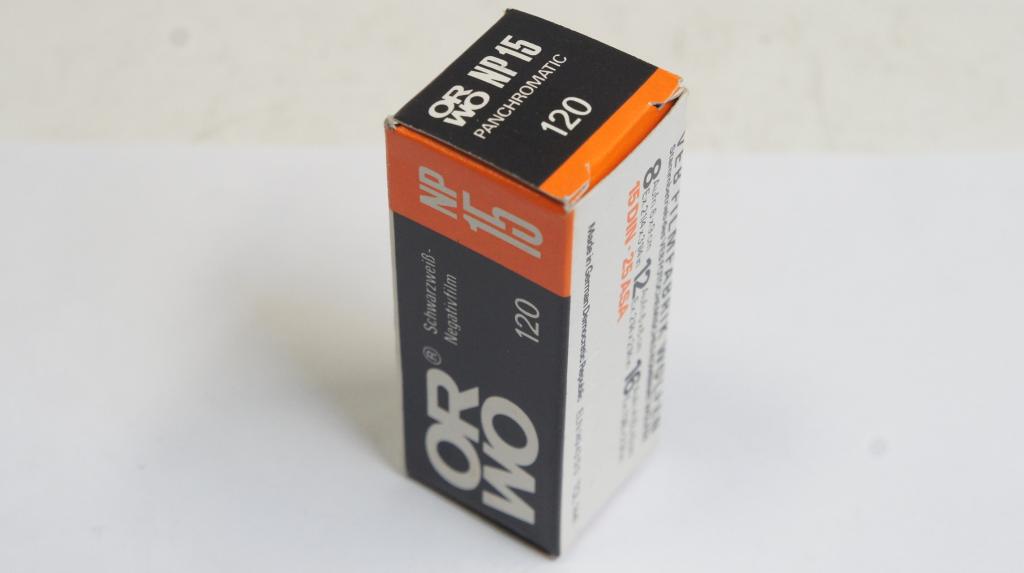 OR
WO NP 15
PANCHROMATIC
120
NP
15
Schwarzweiß-
Negativfilm
120
OR ®
WO
VEB FILMFABRIK WOLFEN
8
12
16
15 DIN · 25 ASA
Made in German Democratic Republic